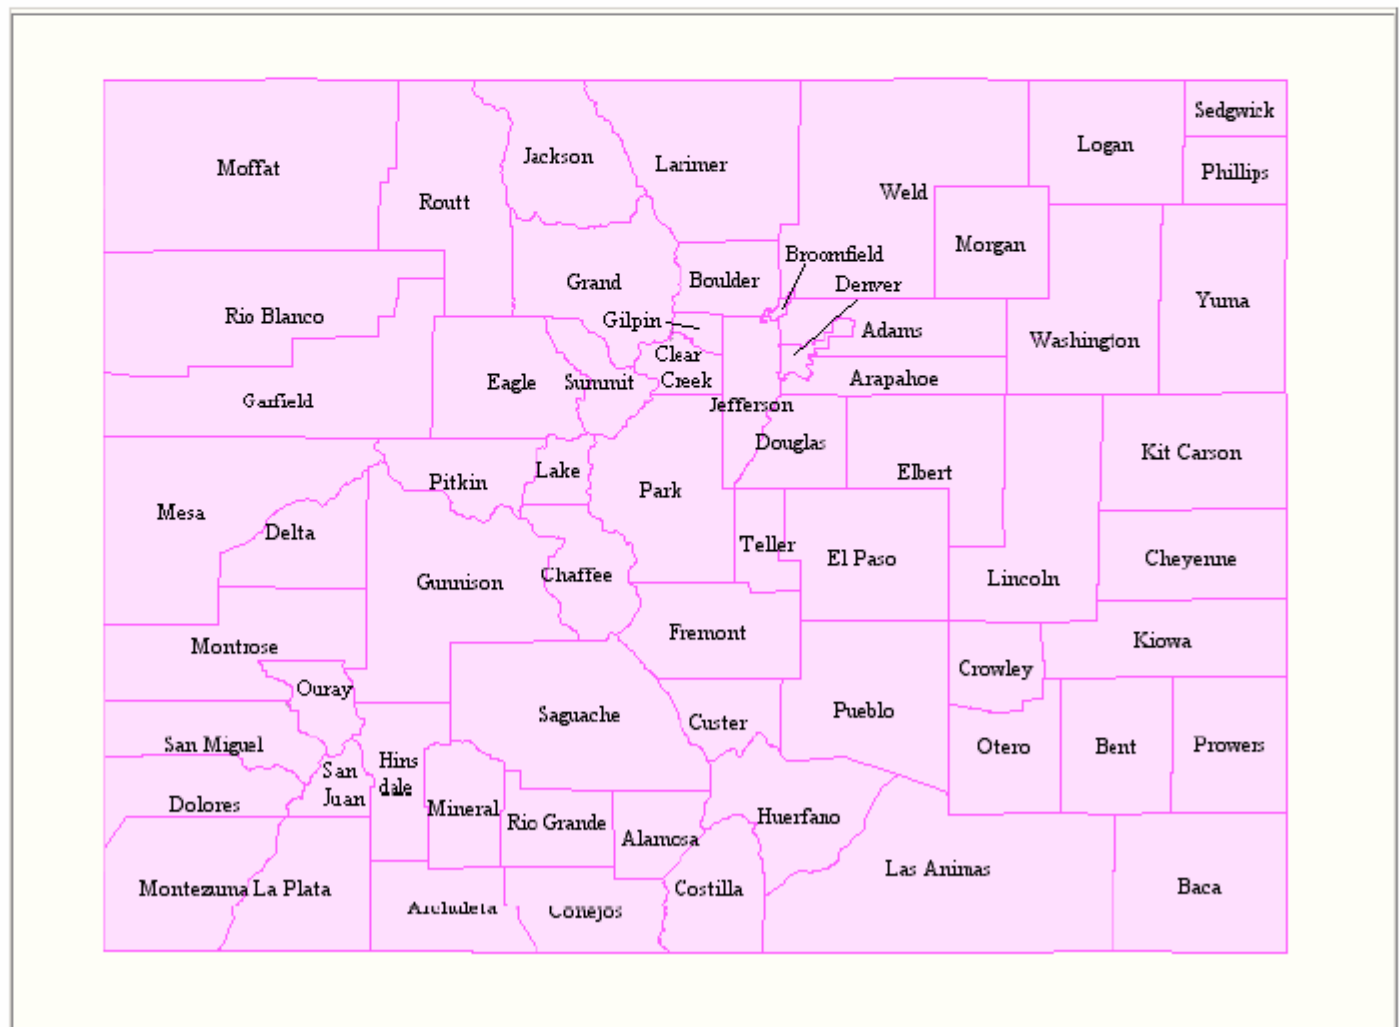 Sedgwick
Logan
Jackson
Larimer
Moffat
Phillips
Weld
Routt
Morgan
Broomfield
Boulder
Grand
Denver
Yuma
Rio Blanco
Gilpin
Adams
Washington
Clear
Creek
Eagle
Summit
Arapahoe
Garfield
Jefferson
Douglas
Kit Carson
Lake
Elbert
Pitkin
Park
Mesa
Delta
Teller
El Paso
Cheyenne
Chaffee
Lincoln
Gunnison
Fremont
Kiowa
Montrose
Crowley
Ouray
Pueblo
Saguache
Custer
San Miguel
Otero
Bent
Prowers
Hins
dale
San
Juan
Dolores
Mineral
Rio Grande
Huerfano
Alamosa
Las Animas
Montezuma
La Plata
Costilla
Baca
Archuleta
Conejos